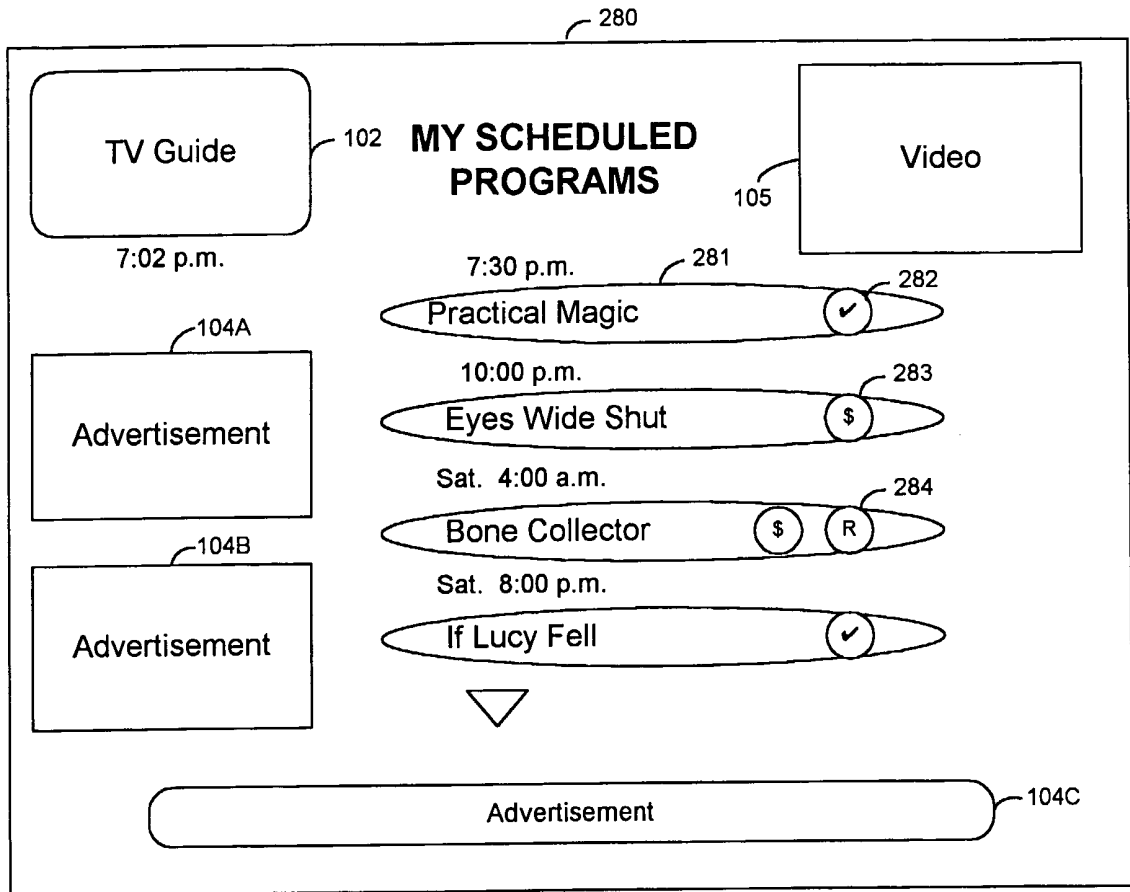 280
TV Guide
102
MY SCHEDULED
PROGRAMS
Video
105
7:02 p.m.
7:30 p.m.
281
Practical Magic
✔
282
104A
Advertisement
10:00 p.m.
Eyes Wide Shut
$
283
Sat. 4:00 a.m.
Bone Collector
$
R
284
104B
Advertisement
Sat. 8:00 p.m.
If Lucy Fell
✔
Advertisement
104C